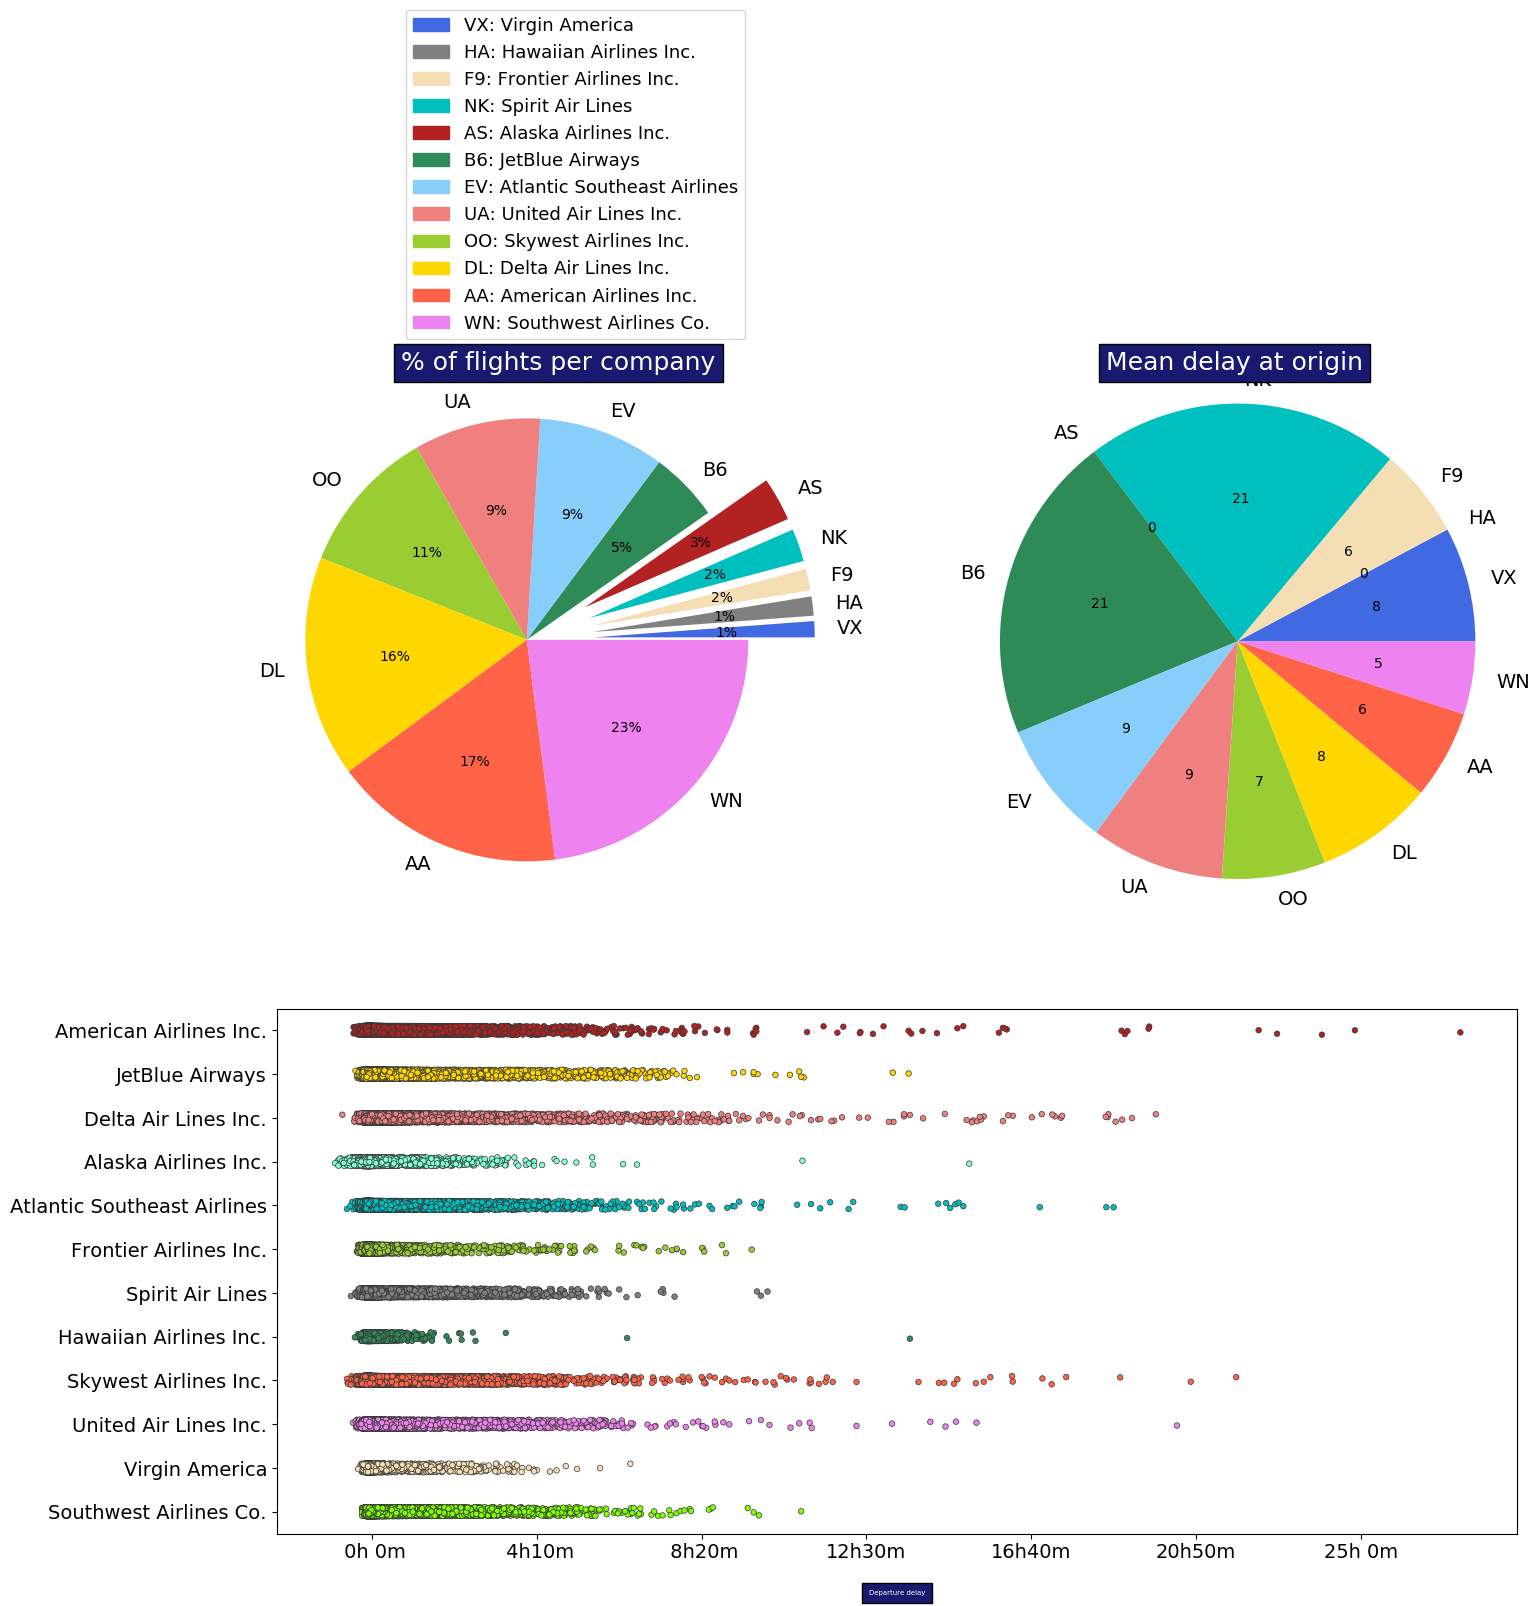 VX: Virgin America
HA: Hawaiian Airlines Inc.
F9: Frontier Airlines Inc.
NK: Spirit Air Lines
AS: Alaska Airlines Inc.
B6: JetBlue Airways
EV: Atlantic Southeast Airlines
UA: United Air Lines Inc.
OO: Skywest Airlines Inc.
DL: Delta Air Lines Inc.
AA: American Airlines Inc.
WN: Southwest Airlines Co.
% of flights per company
UA
EV
OO
B6
AS
NK
F9
HA
VX
DL
AA
WN
9%
9%
11%
5%
3%
2%
2%
1%
1%
16%
17%
23%
Mean delay at origin
NK
AS
F9
HA
B6
VX
WN
EV
AA
DL
UA
OO
21
0
6
0
21
8
5
6
9
8
9
7
American Airlines Inc.
JetBlue Airways
Delta Air Lines Inc.
Alaska Airlines Inc.
Atlantic Southeast Airlines
Frontier Airlines Inc.
Spirit Air Lines
Hawaiian Airlines Inc.
Skywest Airlines Inc.
United Air Lines Inc.
Virgin America
Southwest Airlines Co.
0h 0m 4h10m 8h20m 12h30m 16h40m 20h50m 25h 0m
Departure delay